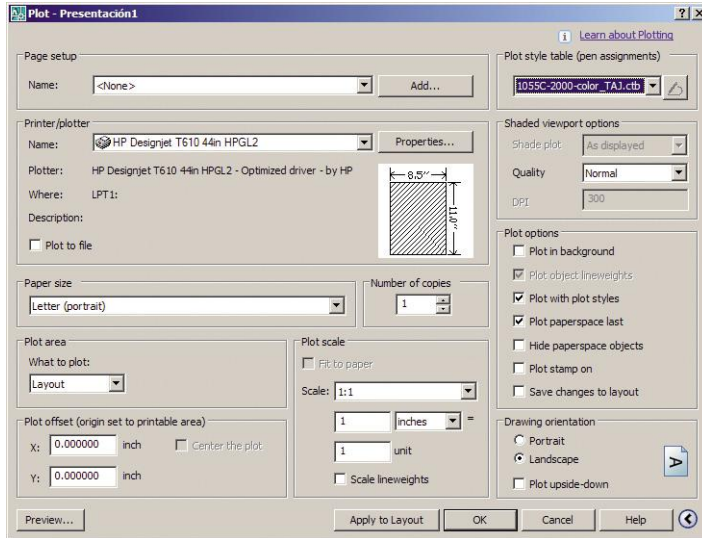 Plot - Presentación1
Learn about Plotting
Page setup
Name: <None> Add...
Plot style table (pen assignments)
1055C-2000-color_TAJ.ctb
Printer/plotter
Name: HP Designjet T610 44in HPGL2 Properties...
Plotter: HP Designjet T610 44in HPGL2 - Optimized driver - by HP
Where: LPT1:
Description:
Plot to file
8.5″
11.0″
Shaded viewport options
Shade plot As displayed
Quality Normal
DPI 300
Paper size
Letter (portrait)
Number of copies
1
Plot options
Plot in background
Plot object lineweights
Plot with plot styles
Plot paperspace last
Hide paperspace objects
Plot stamp on
Save changes to layout
Plot area
What to plot:
Layout
Plot scale
Fit to paper
Scale: 1:1
1 inches =
1 unit
Scale lineweights
Plot offset (origin set to printable area)
X: 0.000000 inch Center the plot
Y: 0.000000 inch
Drawing orientation
Portrait
Landscape
Plot upside-down
A
Preview... Apply to Layout OK Cancel Help